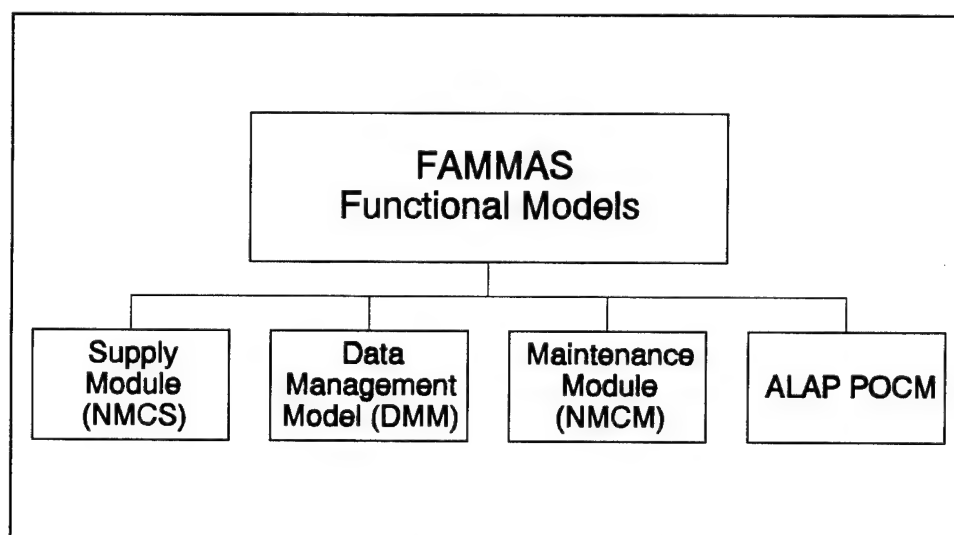 FAMMAS
Functional Models
Supply
Module
(NMCS)
Data
Management
Model (DMM)
Maintenance
Module
(NMCM)
ALAP POCM